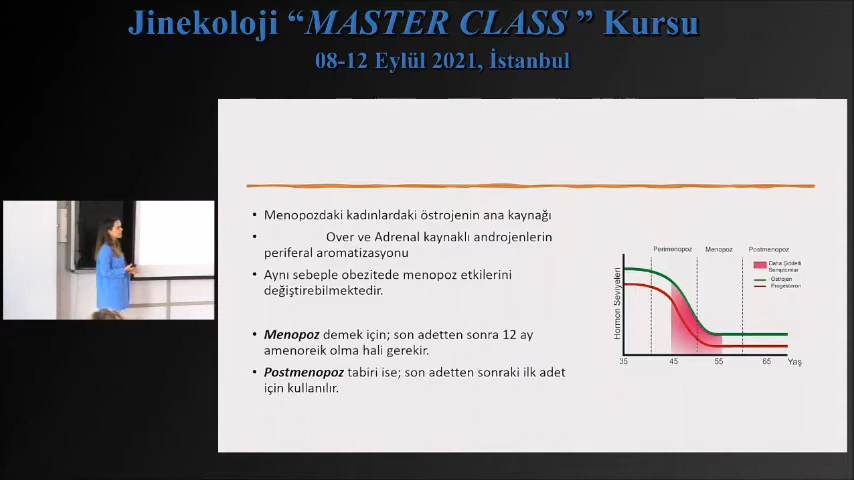 Jinekoloji “MASTER CLASS ” Kursu
08-12 Eylül 2021, İstanbul
• Menopozdaki kadınlardaki östrojenin ana kaynağı
• Over ve Adrenal kaynaklı androjenlerin
periferal aromatizasyonu
• Aynı sebeple obezitede menopoz etkilerini
değiştirebilmektedir.
• Menopoz demek için; son adetten sonra 12 ay
amenoreik olma hali gerekir.
• Postmenopoz tabiri ise; son adetten sonraki ilk adet
için kullanılır.
Perimenopoz Menopoz Postmenopoz
Daha Şiddetli
Semptomlar
Östrojen
Progesteron
Hormon Seviyeleri
35 45 55 65 Yaş